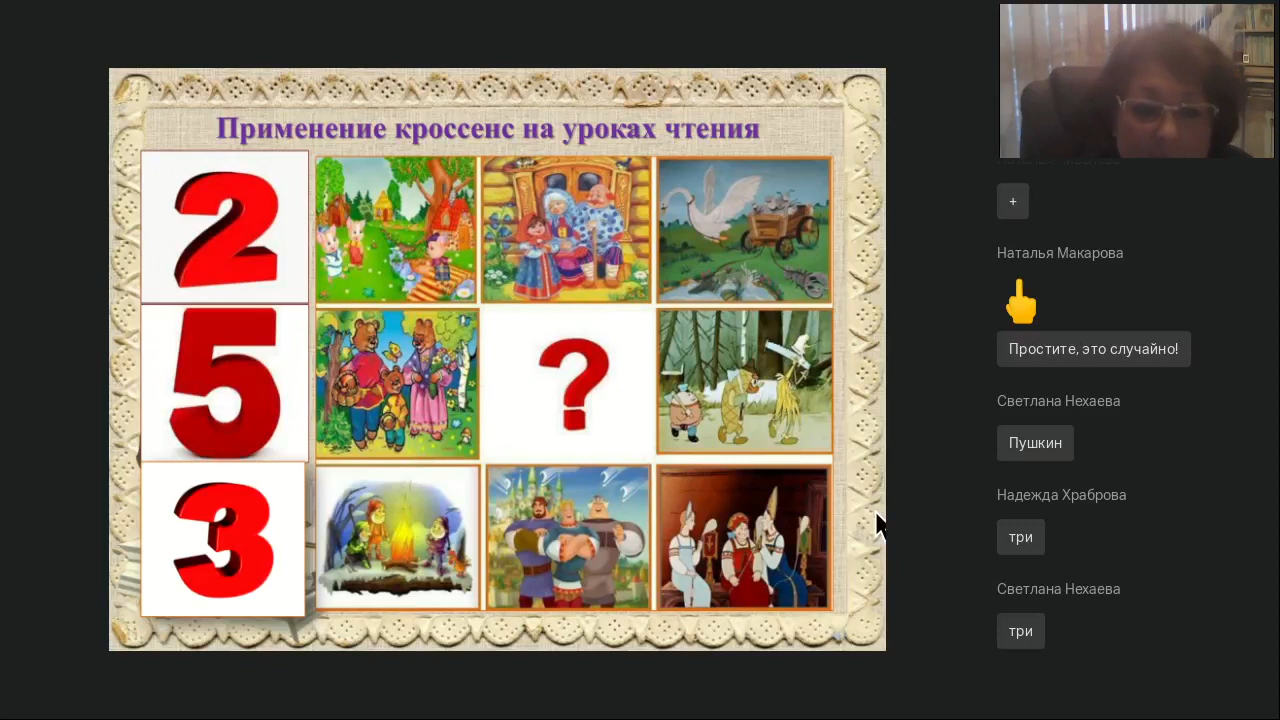 Применение кроссенс на уроках чтения
2
5
?
3
+
Наталья Макарова
Простите, это случайно!
Светлана Нехаева
Пушкин
Надежда Храброва
три
Светлана Нехаева
три